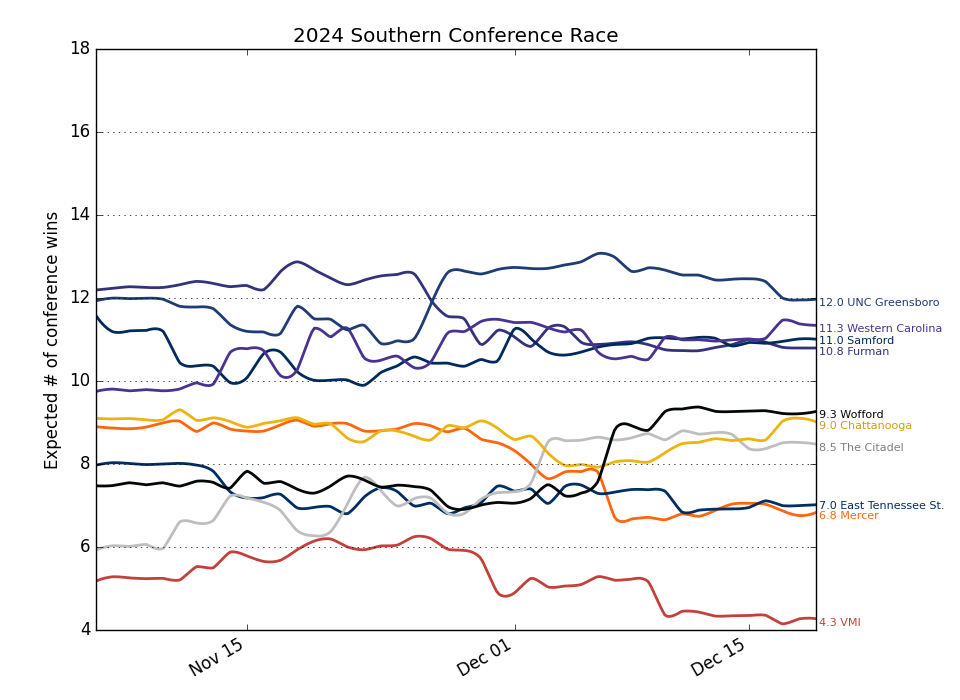 2024 Southern Conference Race
Expected # of conference wins
18
16
14
12
10
8
6
4
Nov 15
Dec 01
Dec 15
12.0 UNC Greensboro
11.3 Western Carolina
11.0 Samford
10.8 Furman
9.3 Wofford
9.0 Chattanooga
8.5 The Citadel
7.0 East Tennessee St.
6.8 Mercer
4.3 VMI